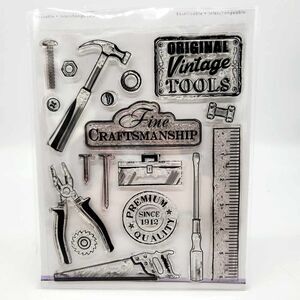 ORIGINAL
Vintage
TOOLS
Fine
CRAFTSMANSHIP
PREMIUM
SINCE
1912
QUALITY